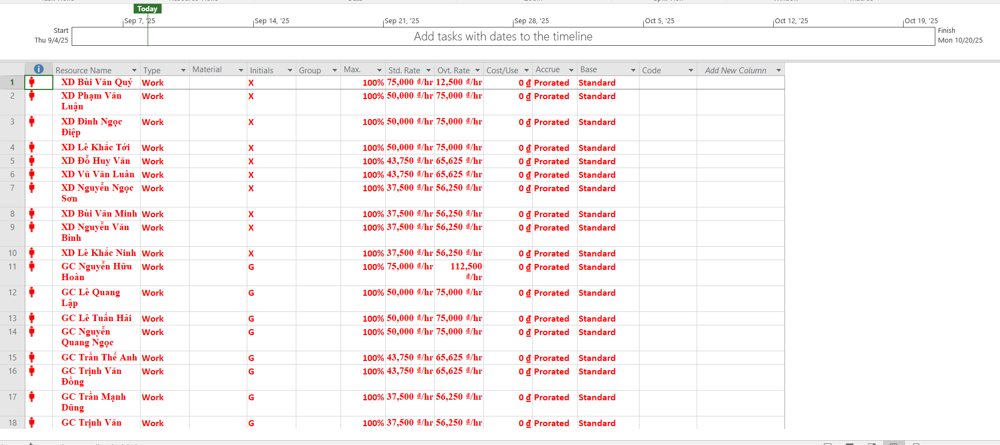 Today
Sep 7, '25 Sep 14, '25 Sep 21, '25 Sep 28, '25 Oct 5, '25 Oct 12, '25 Oct 19, '25
Start
Thu 9/4/25
Add tasks with dates to the timeline
Finish
Mon 10/20/25
Resource Name Type Material Initials Group Max. Std. Rate Ovt. Rate Cost/Use Accrue Base Code Add New Column
1 XD Bùi Văn Quý Work X 100% 75,000 ₫/hr 12,500 ₫/hr 0 ₫ Prorated Standard
2 XD Phạm Văn Work X 100% 50,000 ₫/hr 75,000 ₫/hr 0 ₫ Prorated Standard
Luận
3 XD Đinh Ngọc Work X 100% 50,000 ₫/hr 75,000 ₫/hr 0 ₫ Prorated Standard
Điệp
4 XD Lê Khắc Tới Work X 100% 50,000 ₫/hr 75,000 ₫/hr 0 ₫ Prorated Standard
5 XD Đỗ Huy Văn Work X 100% 43,750 ₫/hr 65,625 ₫/hr 0 ₫ Prorated Standard
6 XD Vũ Văn Luân Work X 100% 43,750 ₫/hr 65,625 ₫/hr 0 ₫ Prorated Standard
7 XD Nguyễn Ngọc Work X 100% 37,500 ₫/hr 56,250 ₫/hr 0 ₫ Prorated Standard
Sơn
8 XD Bùi Văn Minh Work X 100% 37,500 ₫/hr 56,250 ₫/hr 0 ₫ Prorated Standard
9 XD Nguyễn Văn Work X 100% 37,500 ₫/hr 56,250 ₫/hr 0 ₫ Prorated Standard
Bình
10 XD Lê Khắc Ninh Work X 100% 37,500 ₫/hr 56,250 ₫/hr 0 ₫ Prorated Standard
11 GC Nguyễn Hữu Work G 100% 75,000 ₫/hr 112,500 0 ₫ Prorated Standard
Hoàn ₫/hr
12 GC Lê Quang Work G 100% 50,000 ₫/hr 75,000 ₫/hr 0 ₫ Prorated Standard
Lập
13 GC Lê Tuấn Hải Work G 100% 50,000 ₫/hr 75,000 ₫/hr 0 ₫ Prorated Standard
14 GC Nguyễn Work G 100% 50,000 ₫/hr 75,000 ₫/hr 0 ₫ Prorated Standard
Quang Ngọc
15 GC Trần Thế Anh Work G 100% 43,750 ₫/hr 65,625 ₫/hr 0 ₫ Prorated Standard
16 GC Trịnh Văn Work G 100% 43,750 ₫/hr 65,625 ₫/hr 0 ₫ Prorated Standard
Đồng
17 GC Trần Mạnh Work G 100% 37,500 ₫/hr 56,250 ₫/hr 0 ₫ Prorated Standard
Dũng
18 GC Trịnh Văn Work G 100% 37,500 ₫/hr 56,250 ₫/hr 0 ₫ Prorated Standard